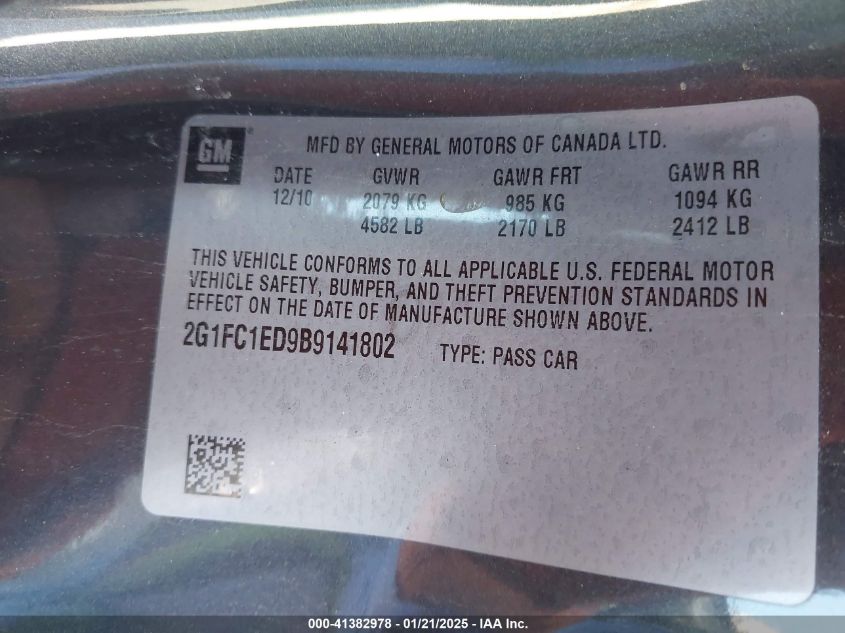 GM
MFD BY GENERAL MOTORS OF CANADA LTD.
DATE GVWR GAWR FRT GAWR RR
12/10 2079 KG 985 KG 1094 KG
4582 LB 2170 LB 2412 LB
THIS VEHICLE CONFORMS TO ALL APPLICABLE U.S. FEDERAL MOTOR
VEHICLE SAFETY, BUMPER, AND THEFT PREVENTION STANDARDS IN
EFFECT ON THE DATE OF MANUFACTURE SHOWN ABOVE.
2G1FC1ED9B9141802 TYPE: PASS CAR
000-41382978 - 01/21/2025 - IAA Inc.